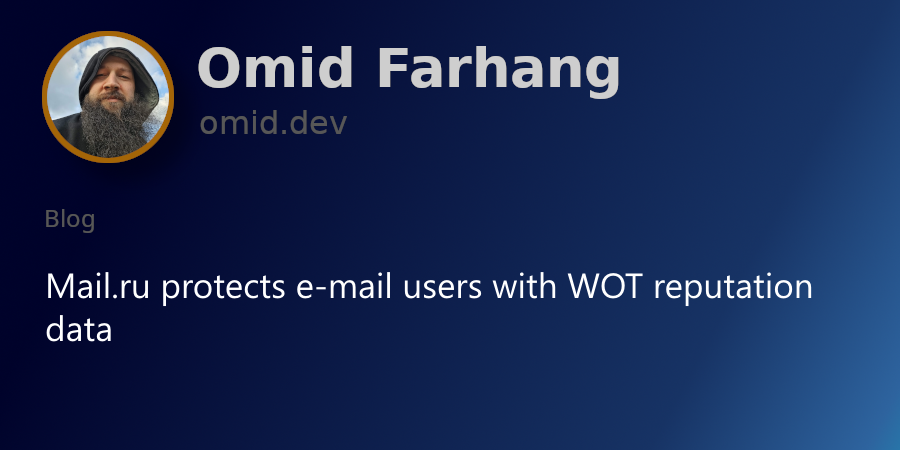 Omid Farhang
omid.dev
Blog
Mail.ru protects e-mail users with WOT reputation
data